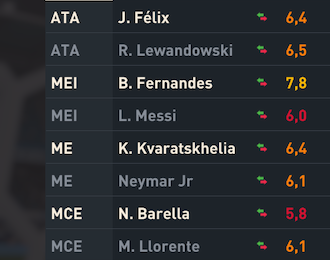 ATA J. Félix 6,4
ATA R. Lewandowski 6,5
MEI B. Fernandes 7,8
MEI L. Messi 6,0
ME K. Kvaratskhelia 6,4
ME Neymar Jr 6,1
MCE N. Barella 5,8
MCE M. Llorente 6,1